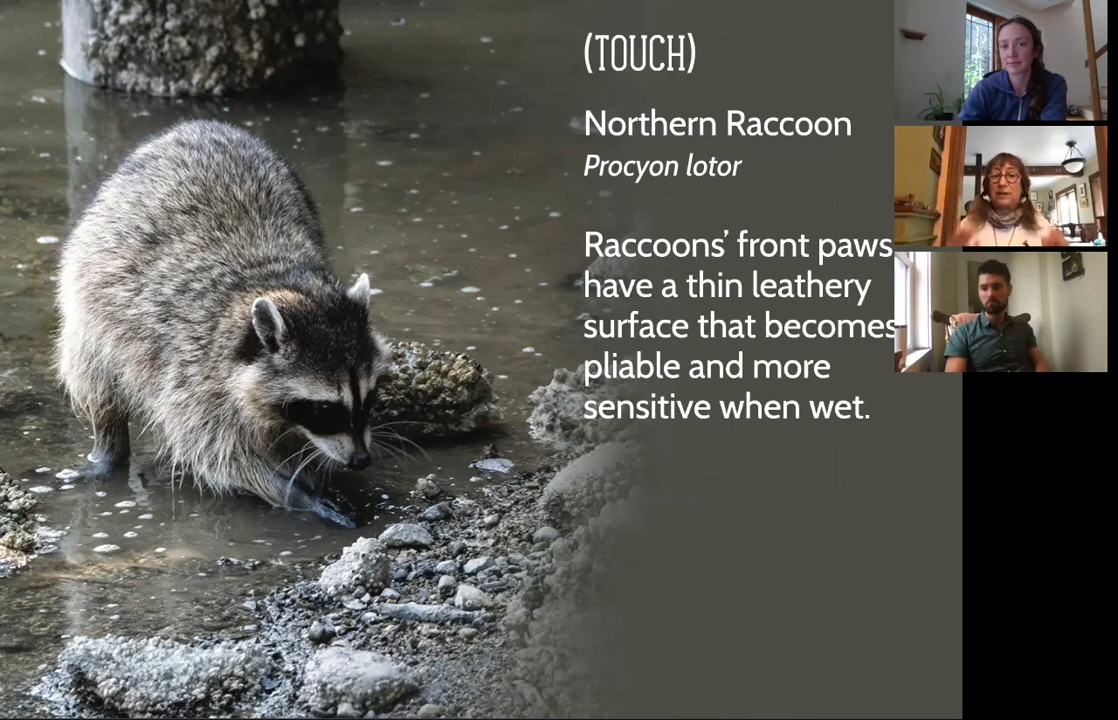 (TOUCH)
Northern Raccoon
Procyon lotor
Raccoons’ front paws
have a thin leathery
surface that becomes
pliable and more
sensitive when wet.